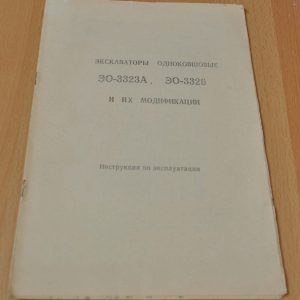 ЭКСКАВАТОРЫ ОДНОКОВШОВЫЕ
ЭО-3323А, ЭО-3326
И ИХ МОДИФИКАЦИИ
Инструкция по эксплуатации